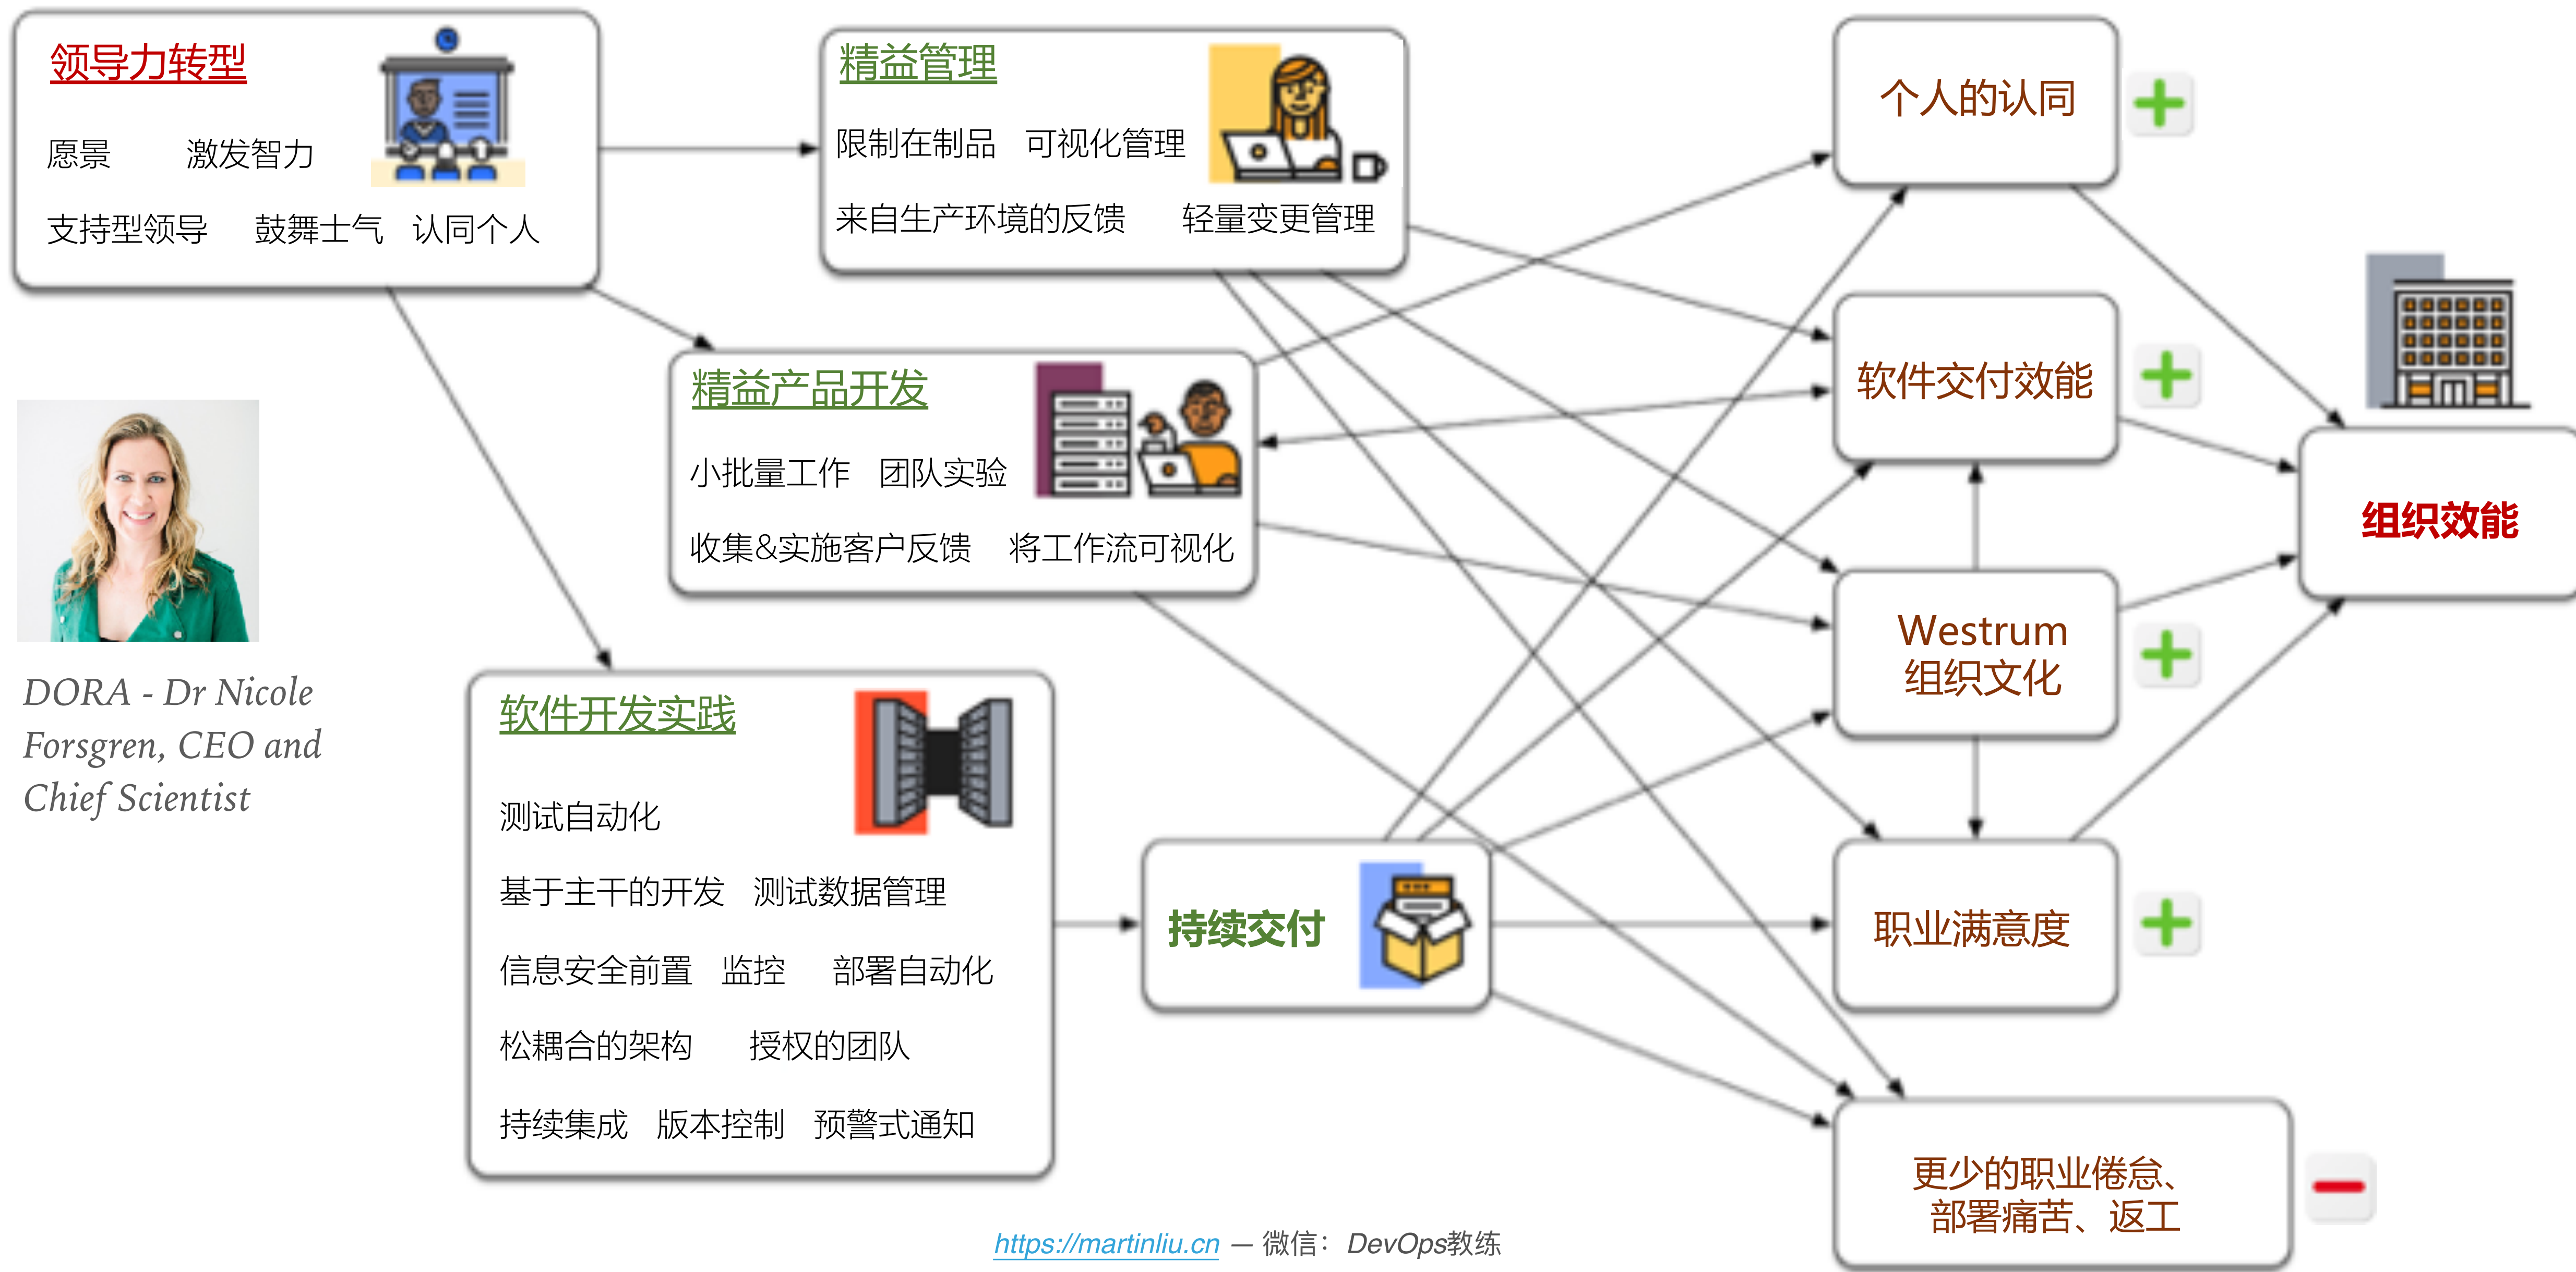 领导力转型
愿景 激发智力
支持型领导 鼓舞士气 认同个人
精益管理
限制在制品 可视化管理
来自生产环境的反馈 轻量变更管理
精益产品开发
小批量工作 团队实验
收集&实施客户反馈 将工作流可视化
软件开发实践
测试自动化
基于主干的开发 测试数据管理
信息安全前置 监控 部署自动化
松耦合的架构 授权的团队
持续集成 版本控制 预警式通知
持续交付
个人的认同
软件交付效能
Westrum
组织文化
职业满意度
更少的职业倦怠、
部署痛苦、返工
组织效能
DORA - Dr Nicole
Forsgren, CEO and
Chief Scientist
https://martinliu.cn — 微信：DevOps教练